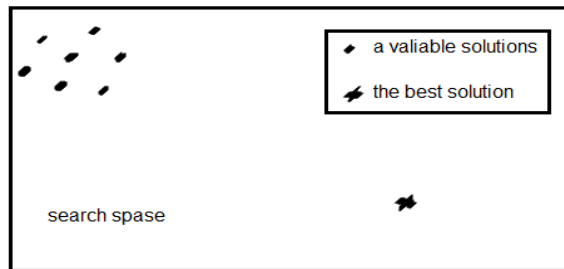 a valiable solutions
the best solution
search spase